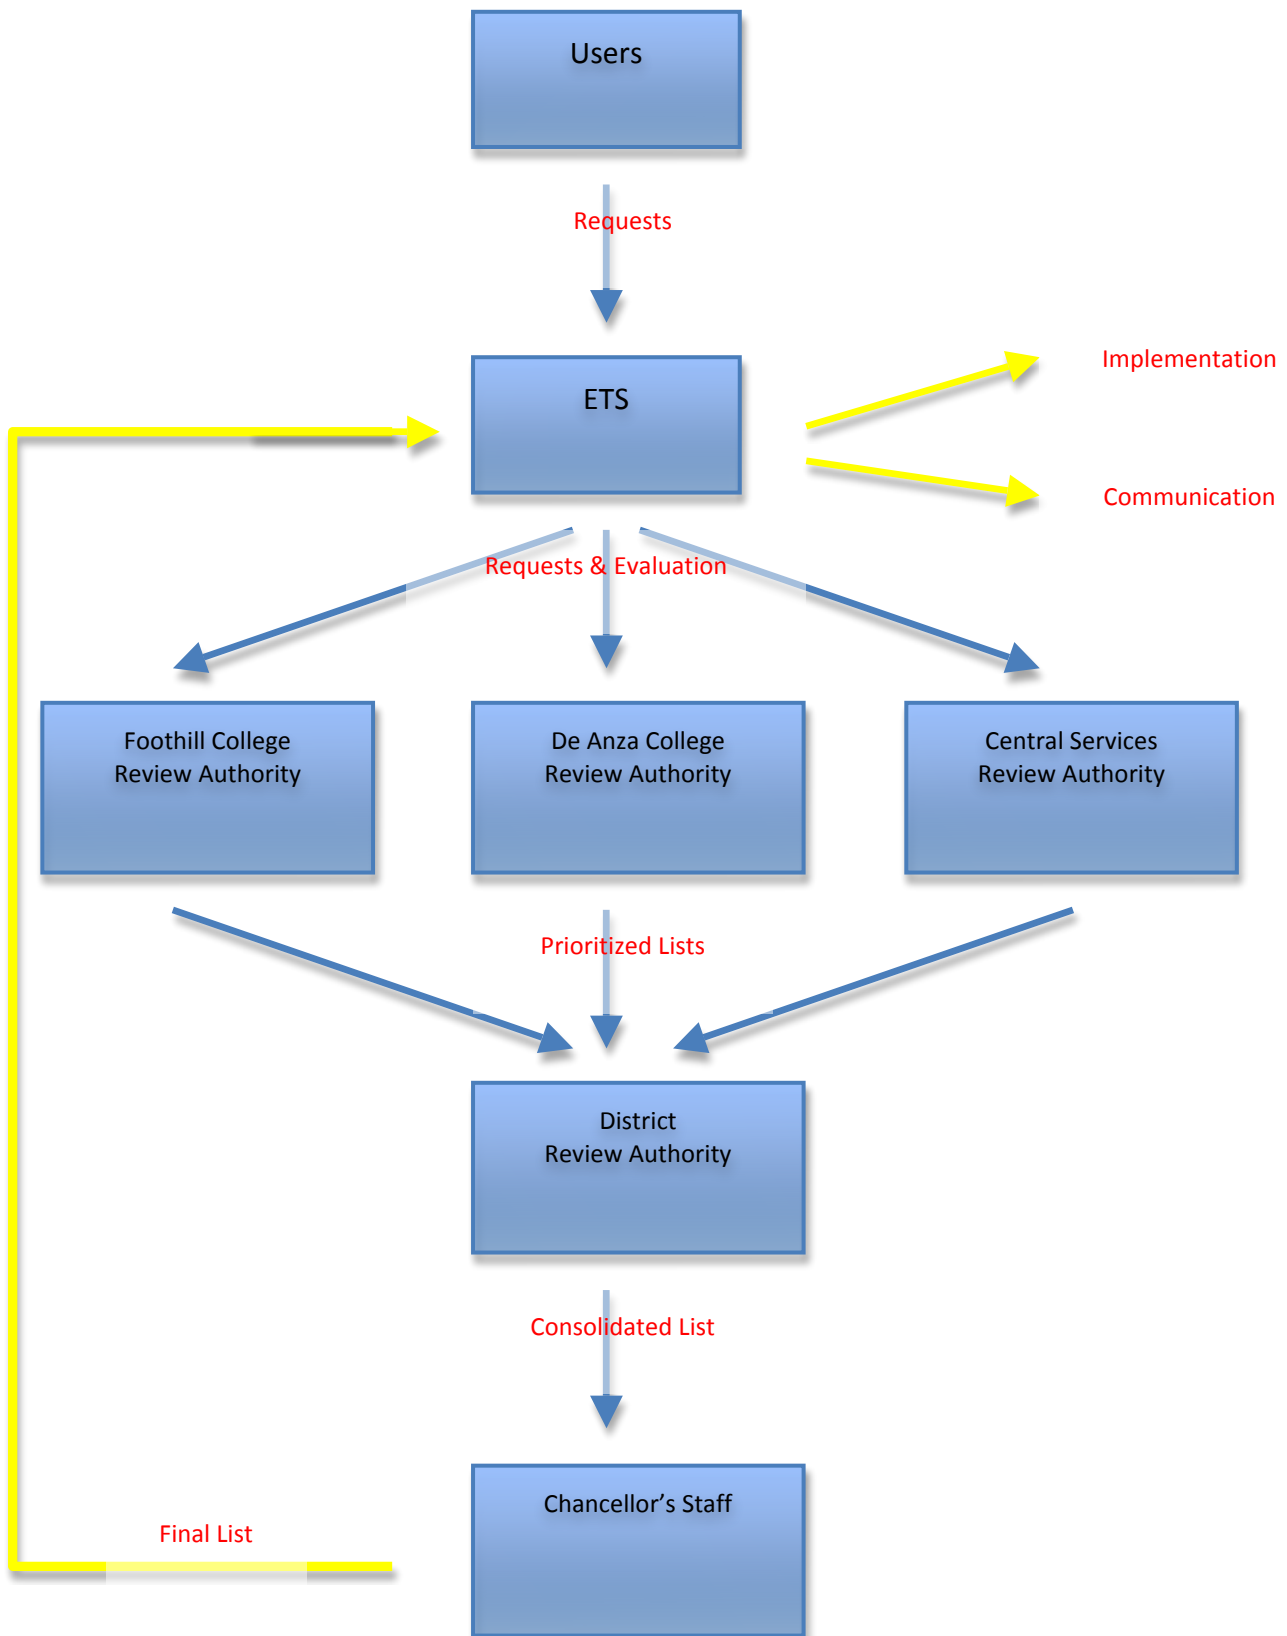 Users
Requests
ETS
Implementation
Communication
Requests & Evaluation
Foothill College
Review Authority
De Anza College
Review Authority
Central Services
Review Authority
Prioritized Lists
District
Review Authority
Consolidated List
Chancellor’s Staff
Final List